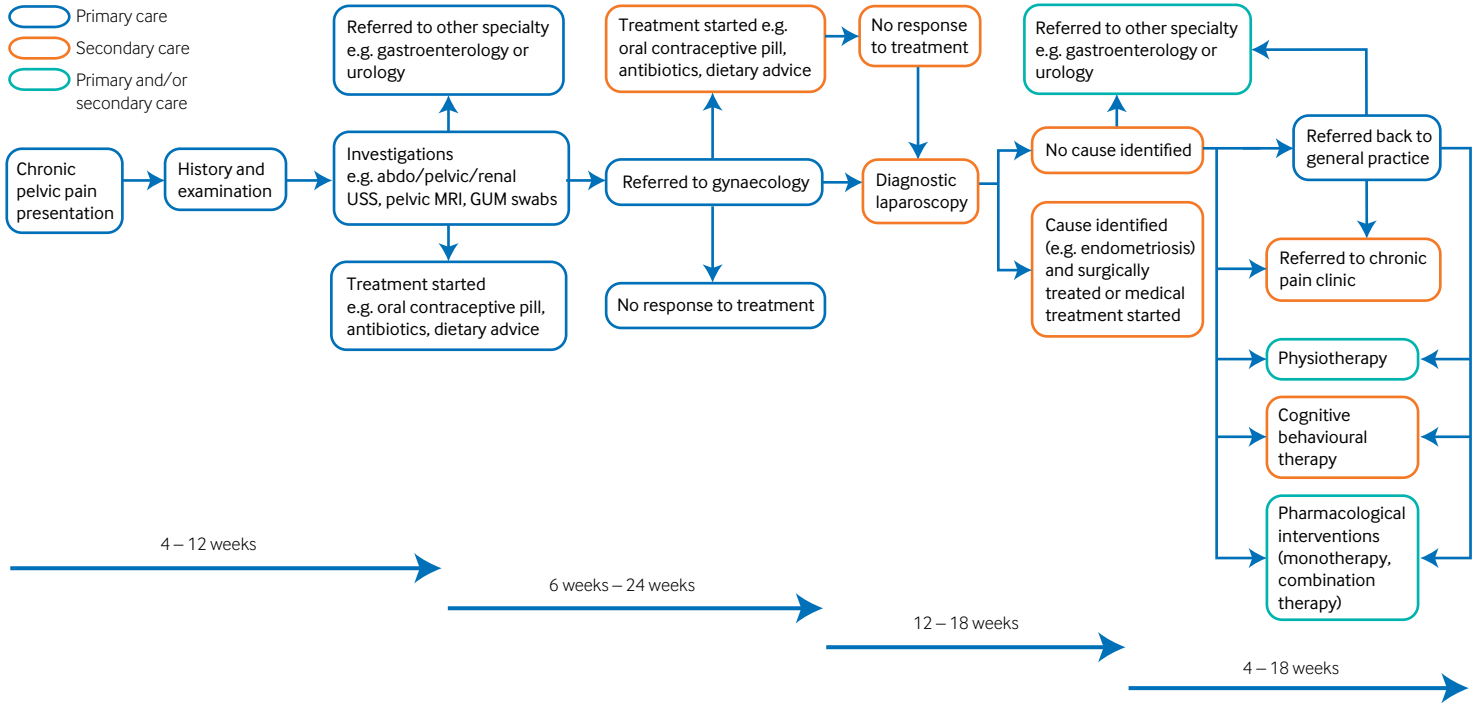 Primary care
Secondary care
Primary and/or
secondary care
Chronic
pelvic pain
presentation
History and
examination
Referred to other specialty
e.g. gastroenterology or
urology
Investigations
e.g. abdo/pelvic/renal
USS, pelvic MRI, GUM swabs
Treatment started
e.g. oral contraceptive pill,
antibiotics, dietary advice
Treatment started e.g.
oral contraceptive pill,
antibiotics, dietary advice
Referred to gynaecology
No response to treatment
No response
to treatment
Diagnostic
laparoscopy
Referred to other specialty
e.g. gastroenterology or
urology
No cause identified
Cause identified
(e.g. endometriosis)
and surgically
treated or medical
treatment started
Referred back to
general practice
Referred to chronic
pain clinic
Physiotherapy
Cognitive
behavioural
therapy
Pharmacological
interventions
(monotherapy,
combination
therapy)
4 – 12 weeks
6 weeks – 24 weeks
12 – 18 weeks
4 – 18 weeks